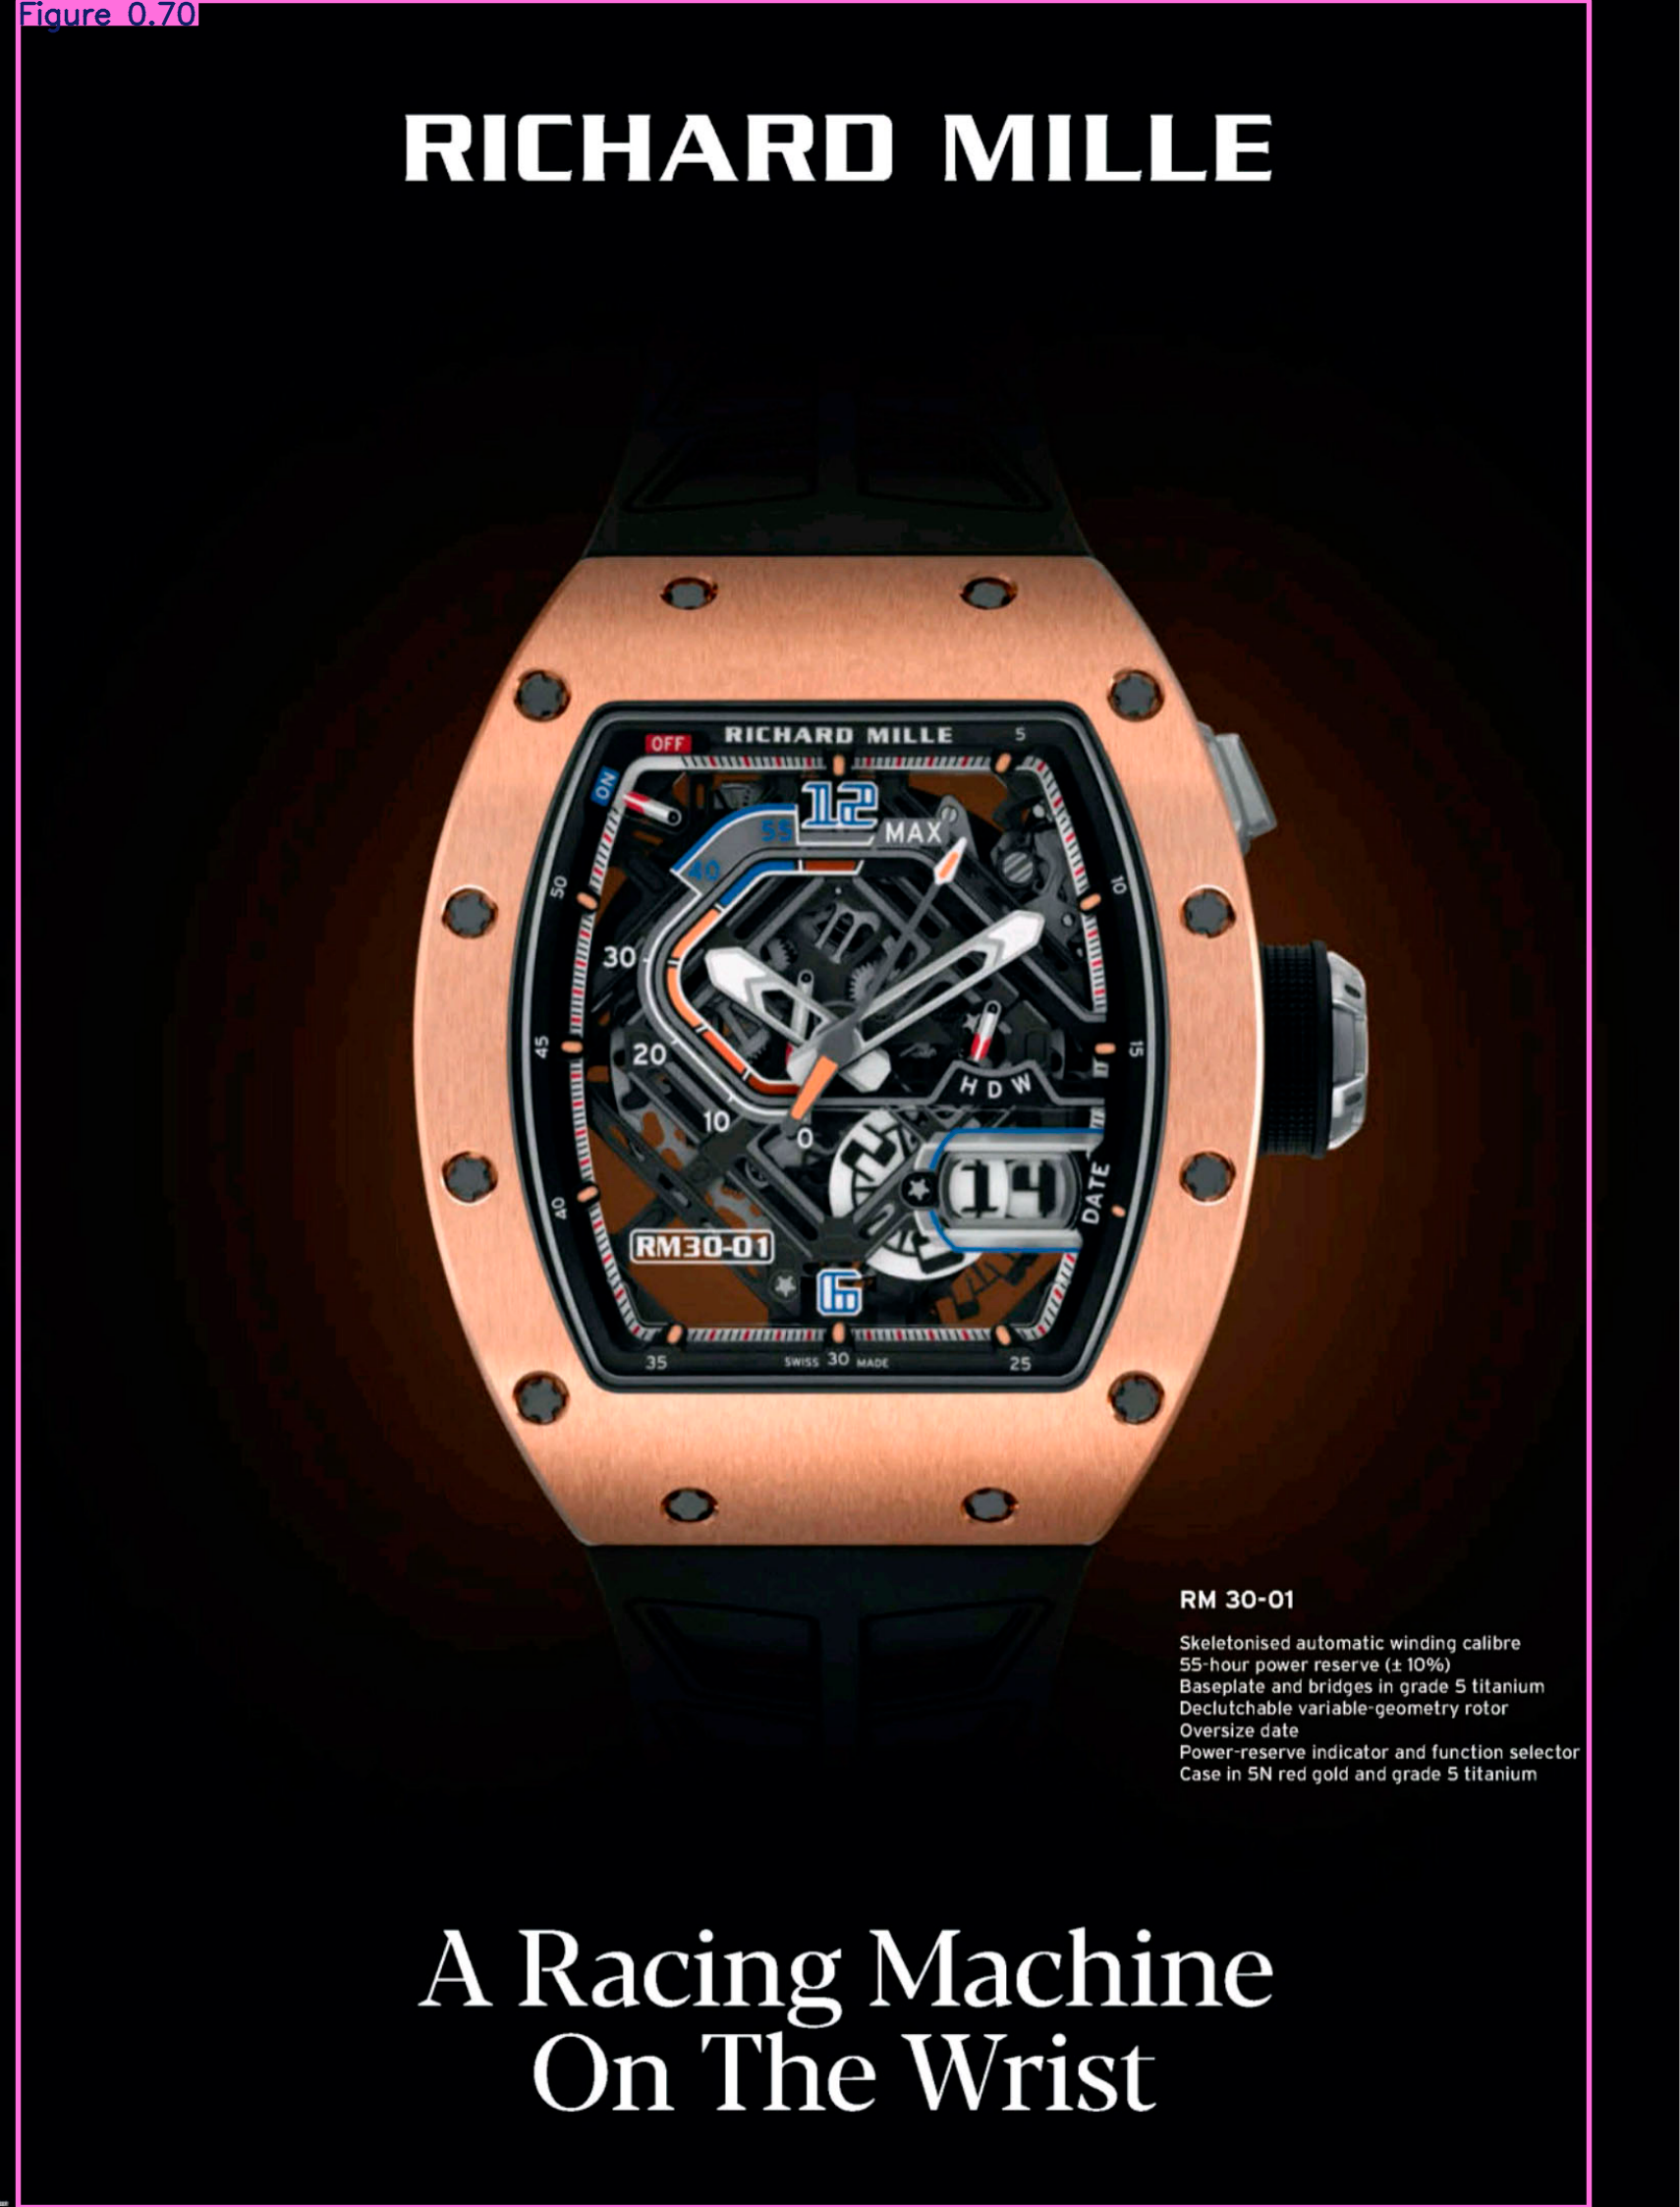 Figure 0.70
RICHARD MILLE
RICHARD MILLE
5
OFF
ON
12
55
MAX
40
50
10
30
45
15
20
H D W
10
0
14
DATE
40
RM30-01
6
35
SWISS 30 MADE
25
RM 30-01
Skeletonised automatic winding calibre
55-hour power reserve (± 10%)
Baseplate and bridges in grade 5 titanium
Declutchable variable-geometry rotor
Oversize date
Power-reserve indicator and function selector
Case in 5N red gold and grade 5 titanium
A Racing Machine
On The Wrist